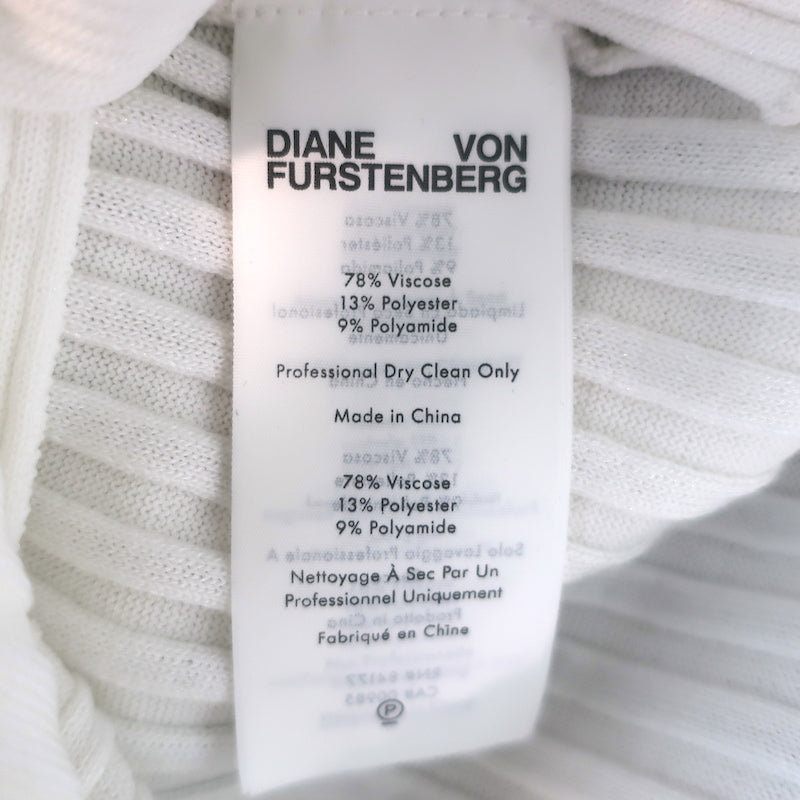 DIANE VON
FURSTENBERG
78% Viscose
13% Polyester
9% Polyamide
Professional Dry Clean Only
Made in China
78% Viscose
13% Polyester
9% Polyamide
Nettoyage À Sec Par Un
Professionnel Uniquement
Fabriqué en Chine
P